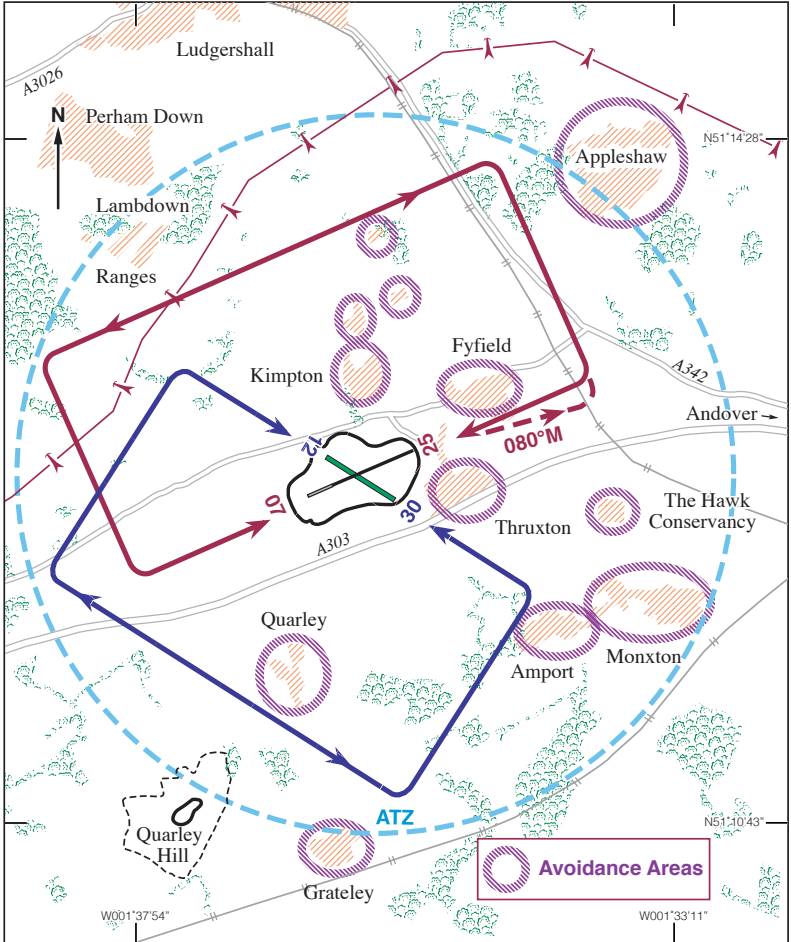 Ludgershall
A3026
N
Perham Down
N51°14'28"
Appleshaw
Lambdown
Ranges
Fyfield
Kimpton
A342
Andover
080°M
12
25
07
30
The Hawk
Conservancy
Thruxton
A303
Quarley
Amport
Monxton
ATZ
N51°10'43"
Quarley
Hill
Grateley
Avoidance Areas
W001°37'54"
W001°33'11"